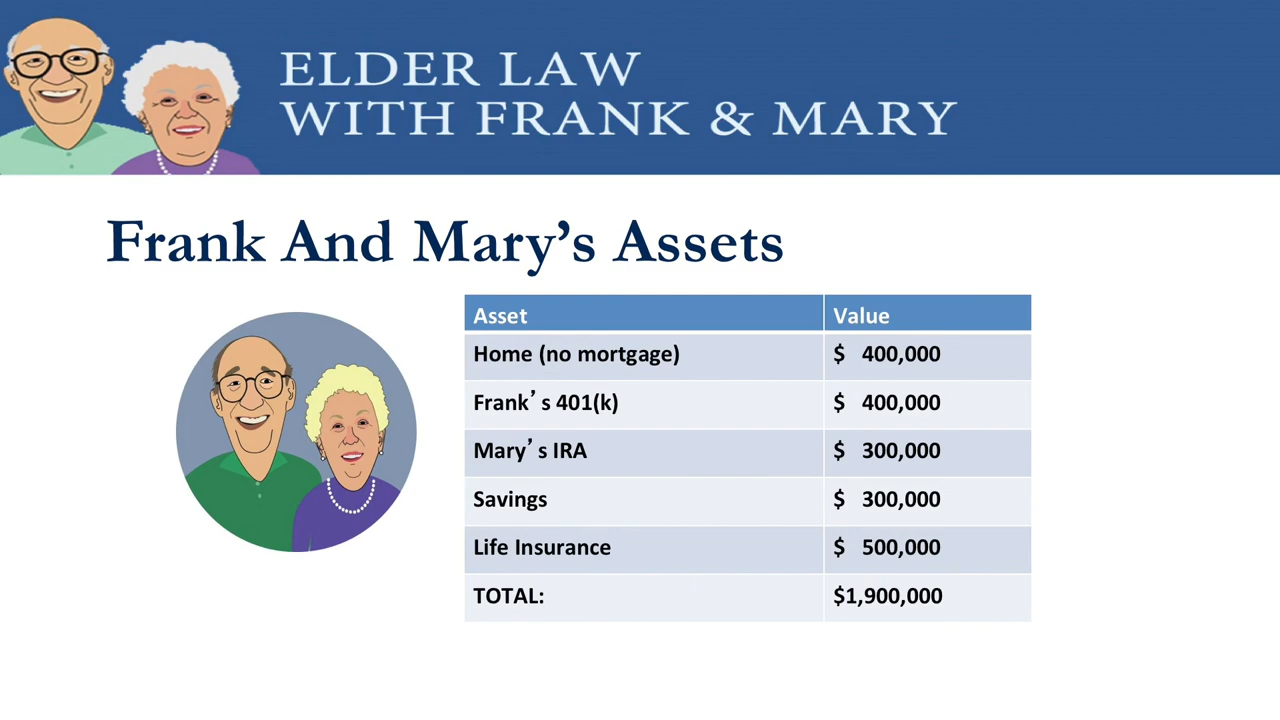 ELDER LAW
WITH FRANK & MARY
Frank And Mary’s Assets
Asset Value
Home (no mortgage) $ 400,000
Frank’s 401(k) $ 400,000
Mary’s IRA $ 300,000
Savings $ 300,000
Life Insurance $ 500,000
TOTAL: $1,900,000